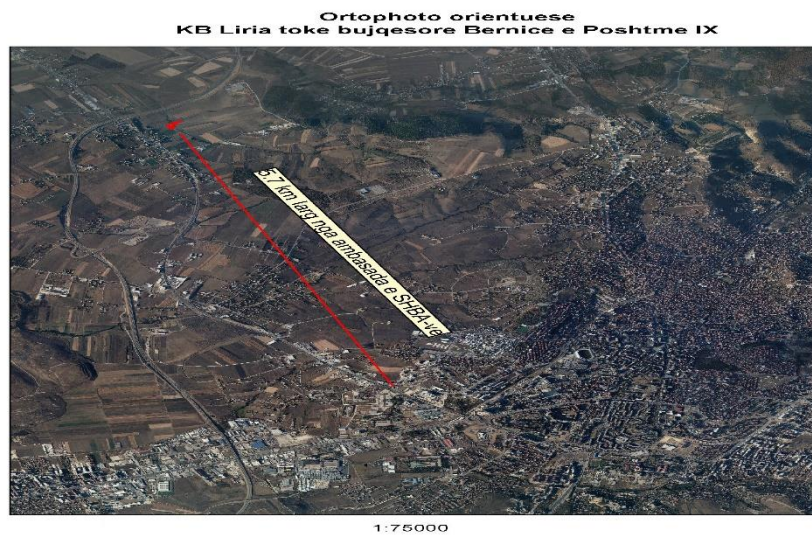 Ortophoto orientuese
KB Liria toke bujqesore Bernice e Poshtme IX
5.7 km larg nga ambasada e SHBA-ve
1:75000